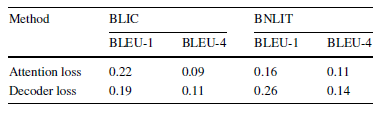 Method BLIC BNLIT
BLEU-1 BLEU-4 BLEU-1 BLEU-4
Attention loss 0.22 0.09 0.16 0.11
Decoder loss 0.19 0.11 0.26 0.14